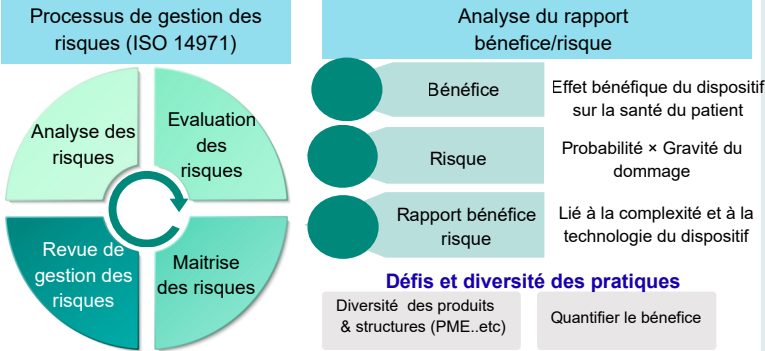 Processus de gestion des
risques (ISO 14971)
Analyse des
risques
Evaluation
des
risques
Revue de
gestion des
risques
Maitrise
des risques
Analyse du rapport
bénefice/risque
Bénéfice
Effet bénéfique du dispositif
sur la santé du patient
Risque
Probabilité × Gravité du
dommage
Rapport bénéfice
risque
Lié à la complexité et à la
technologie du dispositif
Défis et diversité des pratiques
Diversité des produits
& structures (PME..etc)
Quantifier le bénefice